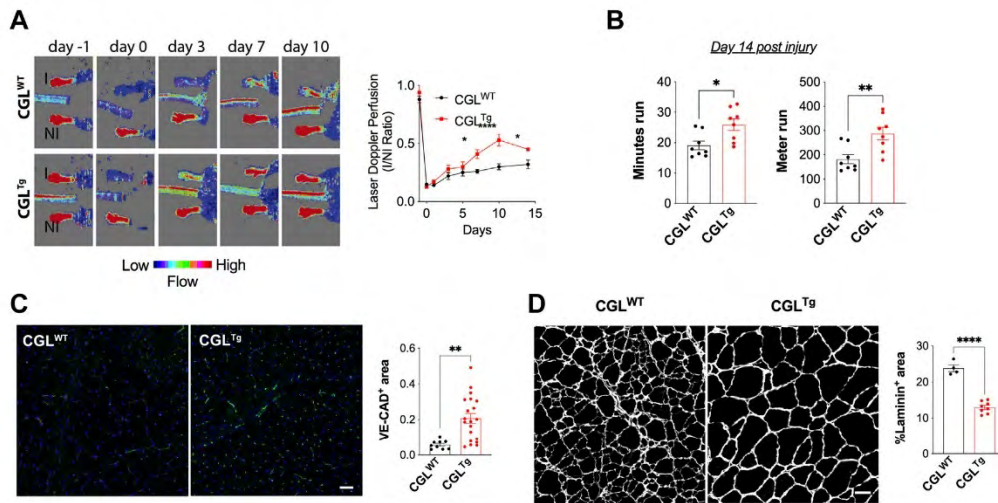 A
day -1 day 0 day 3 day 7 day 10
CGL^WT
I
NI
CGL^Tg
I
NI
Low High
Flow
Laser Doppler Perfusion
(I/NI Ratio)
1.0
0.5
0.0
CGL^WT
CGL^Tg
* **** *
0 5 10 15
Days
B
Day 14 post injury
Minutes run
40
30
20
10
0
*
CGL^WT CGL^Tg
Meter run
500
400
300
200
100
0
**
CGL^WT CGL^Tg
C
CGL^WT CGL^Tg
VE-CAD⁺ area
0.6
0.4
0.2
0.0
**
CGL^WT CGL^Tg
D
CGL^WT CGL^Tg
%Laminin⁺ area
30
20
10
0
****
CGL^WT CGL^Tg